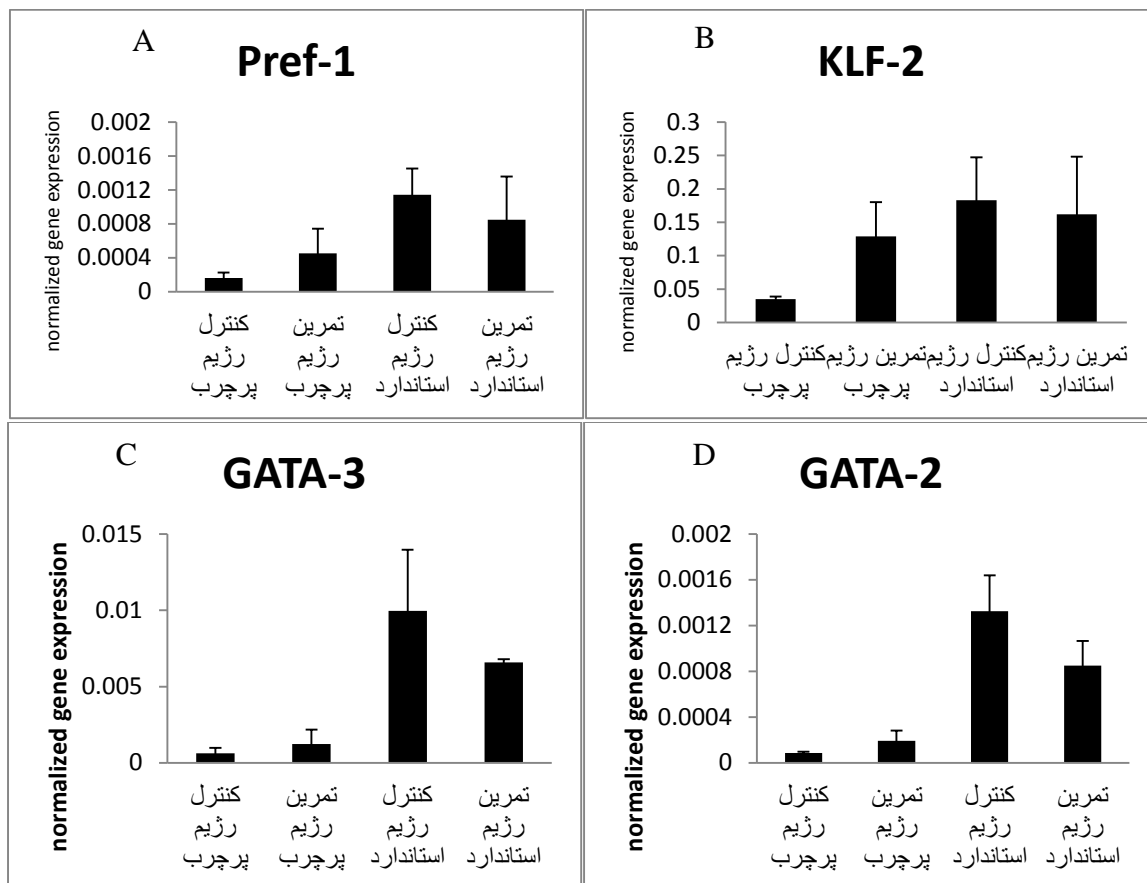 A
Pref-1
normalized gene expression
0.002
0.0016
0.0012
0.0008
0.0004
0
کنترل
رژیم
پرچرب
تمرین
رژیم
پرچرب
کنترل
رژیم
استاندارد
تمرین
رژیم
استاندارد
B
KLF-2
normalized gene expression
0.3
0.25
0.2
0.15
0.1
0.05
0
کنترل رژیم
پرچرب
تمرین رژیم
پرچرب
کنترل رژیم
استاندارد
تمرین رژیم
استاندارد
C
GATA-3
normalized gene expression
0.015
0.01
0.005
0
کنترل
رژیم
پرچرب
تمرین
رژیم
پرچرب
کنترل
رژیم
استاندارد
تمرین
رژیم
استاندارد
D
GATA-2
normalized gene expression
0.002
0.0016
0.0012
0.0008
0.0004
0
کنترل
رژیم
پرچرب
تمرین
رژیم
پرچرب
کنترل
رژیم
استاندارد
تمرین
رژیم
استاندارد